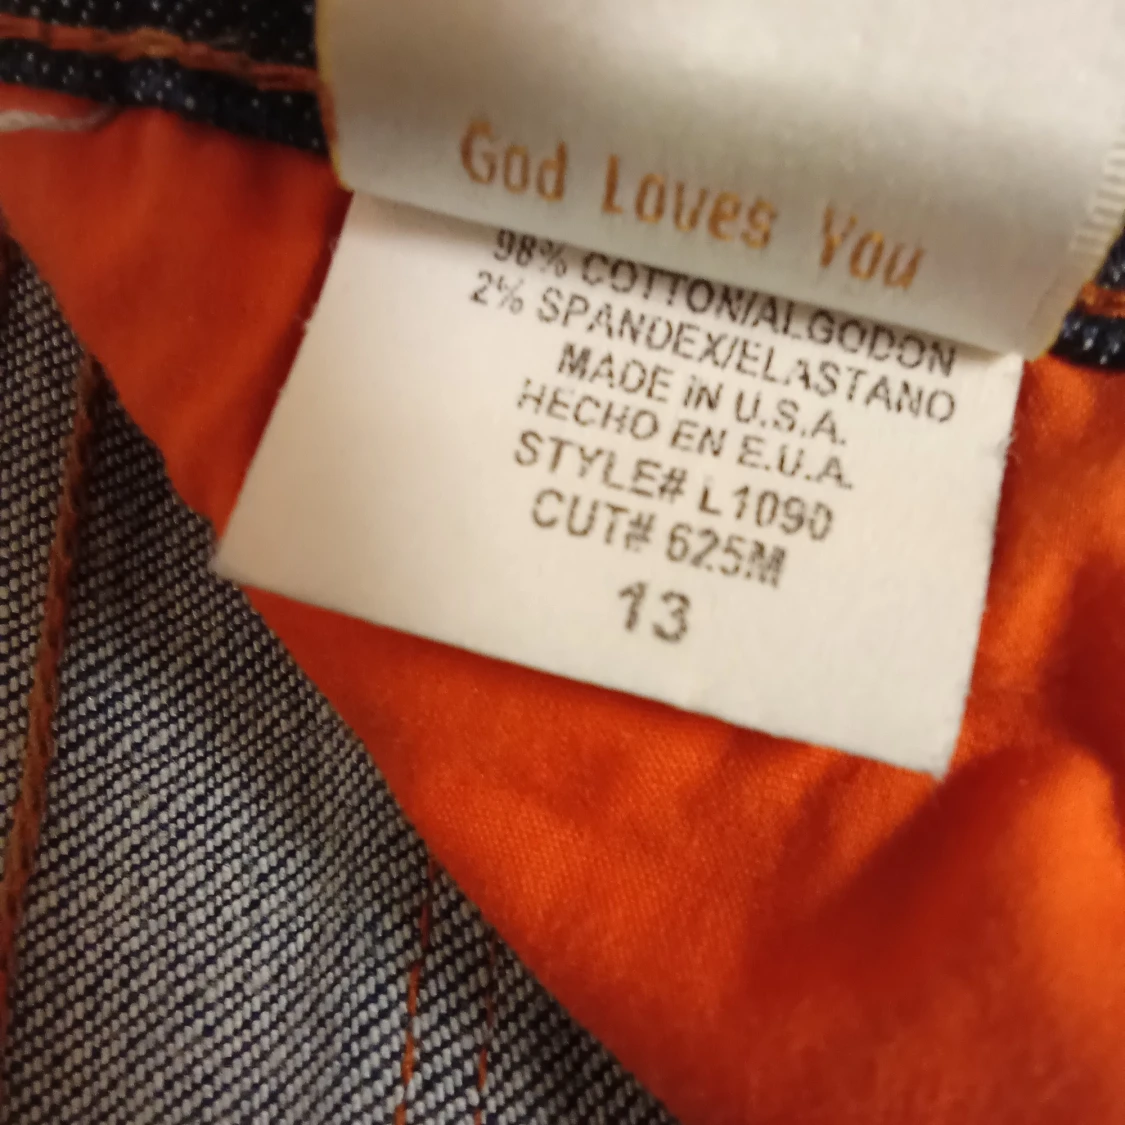 God Loves You
98% COTTON/ALGODON
2% SPANDEX/ELASTANO
MADE IN U.S.A.
HECHO EN E.U.A.
STYLE# L1090
CUT# 625M
13